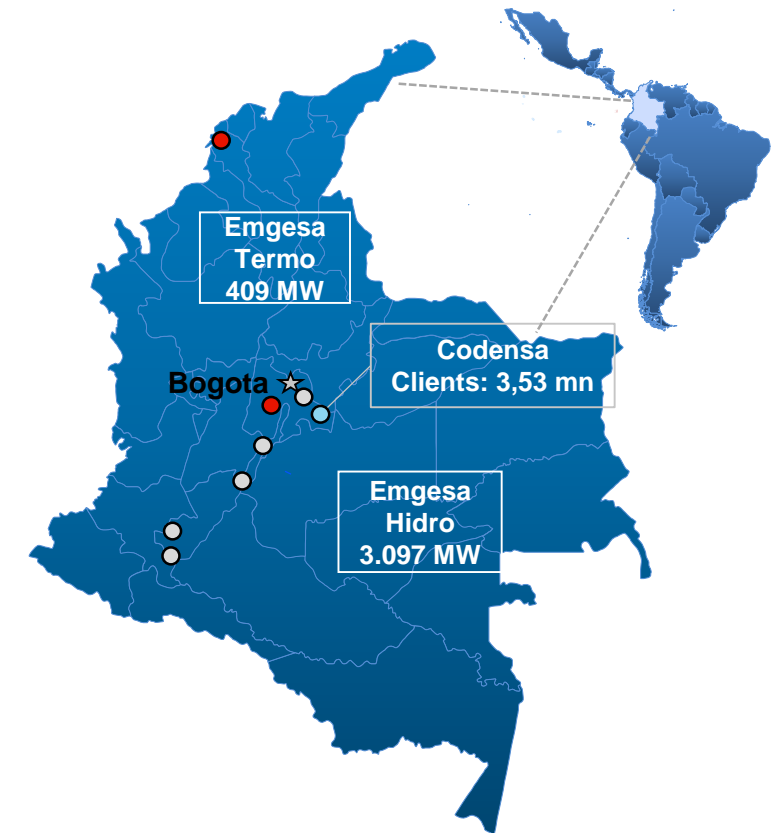 Emgesa
Termo
409 MW
Codensa
Clients: 3,53 mn
Bogota
Emgesa
Hidro
3.097 MW